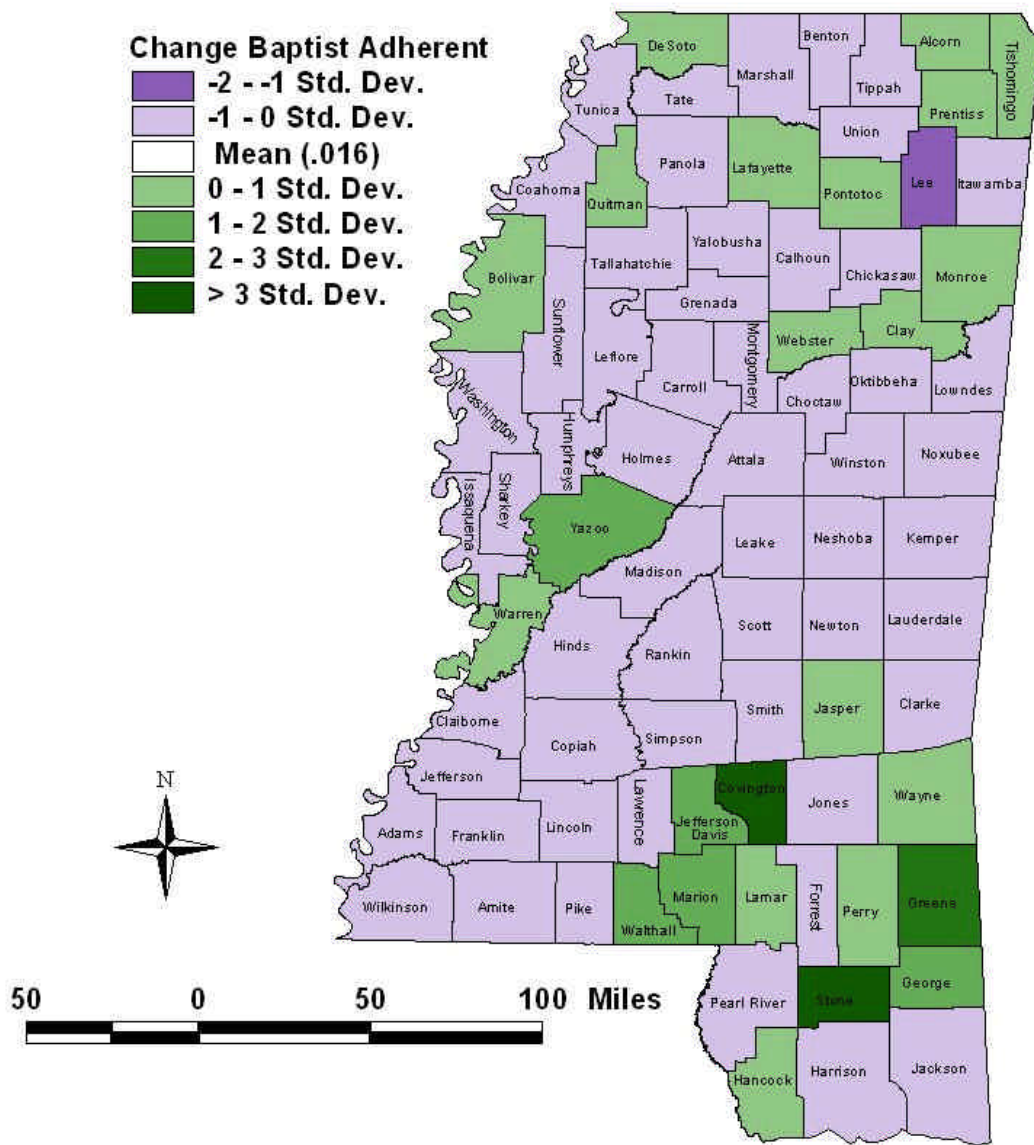 Change Baptist Adherent
-2 - -1 Std. Dev.
-1 - 0 Std. Dev.
Mean (.016)
0 - 1 Std. Dev.
1 - 2 Std. Dev.
2 - 3 Std. Dev.
> 3 Std. Dev.
DeSoto
Marshall
Benton
Tippah
Alcorn
Tishomingo
Tunica
Tate
Prentiss
Union
Panola
Lafayette
Pontotoc
Lee
Itawamba
Coahoma
Quitman
Yalobusha
Calhoun
Chickasaw
Monroe
Bolivar
Tallahatchie
Grenada
Sunflower
Leflore
Carroll
Montgomery
Webster
Clay
Oktibbeha
Lowndes
Choctaw
Washington
Humphreys
Holmes
Attala
Winston
Noxubee
Issaquena
Sharkey
Yazoo
Madison
Leake
Neshoba
Kemper
Warren
Hinds
Rankin
Scott
Newton
Lauderdale
Claiborne
Copiah
Simpson
Smith
Jasper
Clarke
Jefferson
Lawrence
Jefferson
Davis
Covington
Jones
Wayne
N
Adams
Franklin
Lincoln
Wilkinson
Amite
Pike
Walthall
Marion
Lamar
Forrest
Perry
Greene
Pearl River
Stone
George
Hancock
Harrison
Jackson
50 0 50 100 Miles